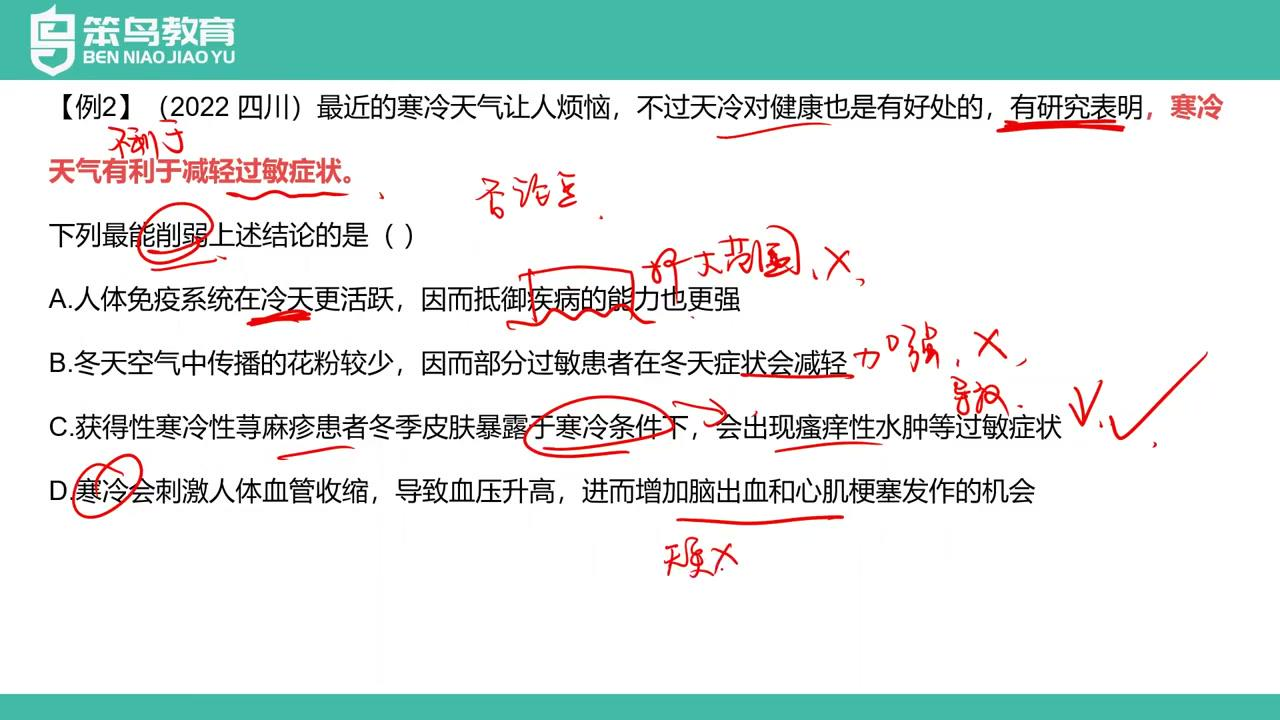 笨鸟教育
BEN NIAO JIAO YU
【例2】（2022 四川）最近的寒冷天气让人烦恼，不过天冷对健康也是有好处的，有研究表明，寒冷
不利于
天气有利于减轻过敏症状。
否论点
下列最能削弱上述结论的是（ ）
扩大范围、X
A.人体免疫系统在冷天更活跃，因而抵御疾病的能力也更强
B.冬天空气中传播的花粉较少，因而部分过敏患者在冬天症状会减轻 加强、X
导致
C.获得性寒冷性荨麻疹患者冬季皮肤暴露于寒冷条件下，会出现瘙痒性水肿等过敏症状
D.寒冷会刺激人体血管收缩，导致血压升高，进而增加脑出血和心肌梗塞发作的机会
无关X